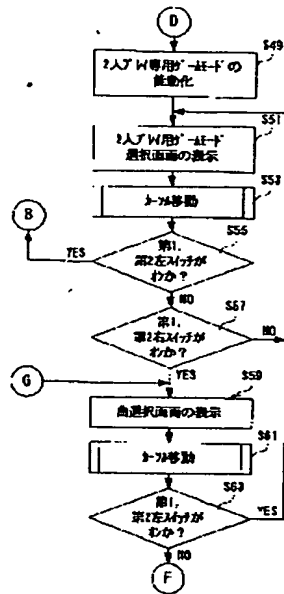 D
S49
2人プレイ専用ゲームモードの
能動化
S51
2人プレイ用ゲームモード
選択画面の表示
S53
カーソル移動
B
YES
S55
第1,
第2左スイッチが
オンか?
NO
S57
第1,
第2右スイッチが
オンか?
NO
YES
G
S59
曲選択画面の表示
S61
カーソル移動
S63
第1,
第2左スイッチが
オンか?
YES
NO
F